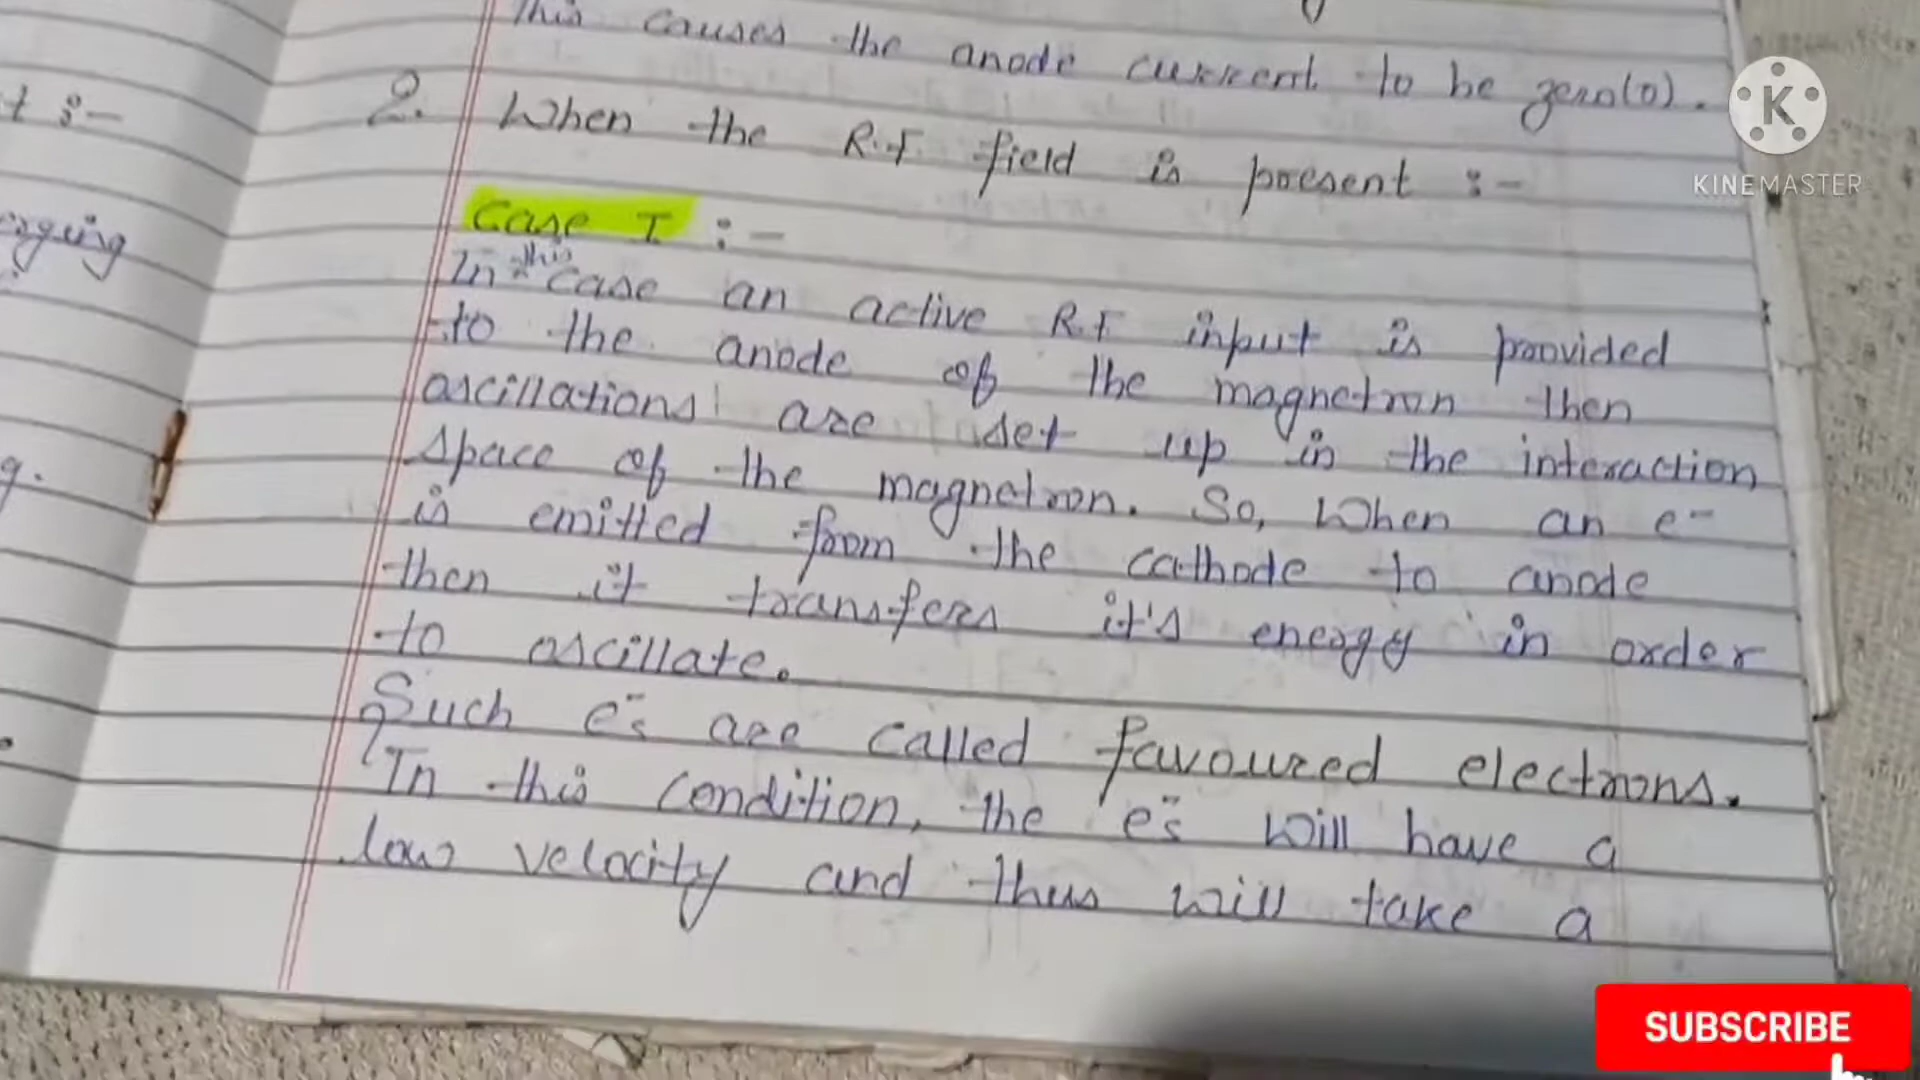 This causes the anode current to be zero(0).
t :-
2. When the R.F. field is present :-
Case I :-
In this case an active R.F input is provided
to the anode of the magnetron then
oscillations are set up in the interaction
space of the magnetron. So, when an e-
is emitted from the cathode to anode
then it transfers it's energy in order
to oscillate.
Such e-s are called favoured electrons.
In this condition, the e-s will have a
low velocity and thus will take a
K
KINEMASTER
SUBSCRIBE